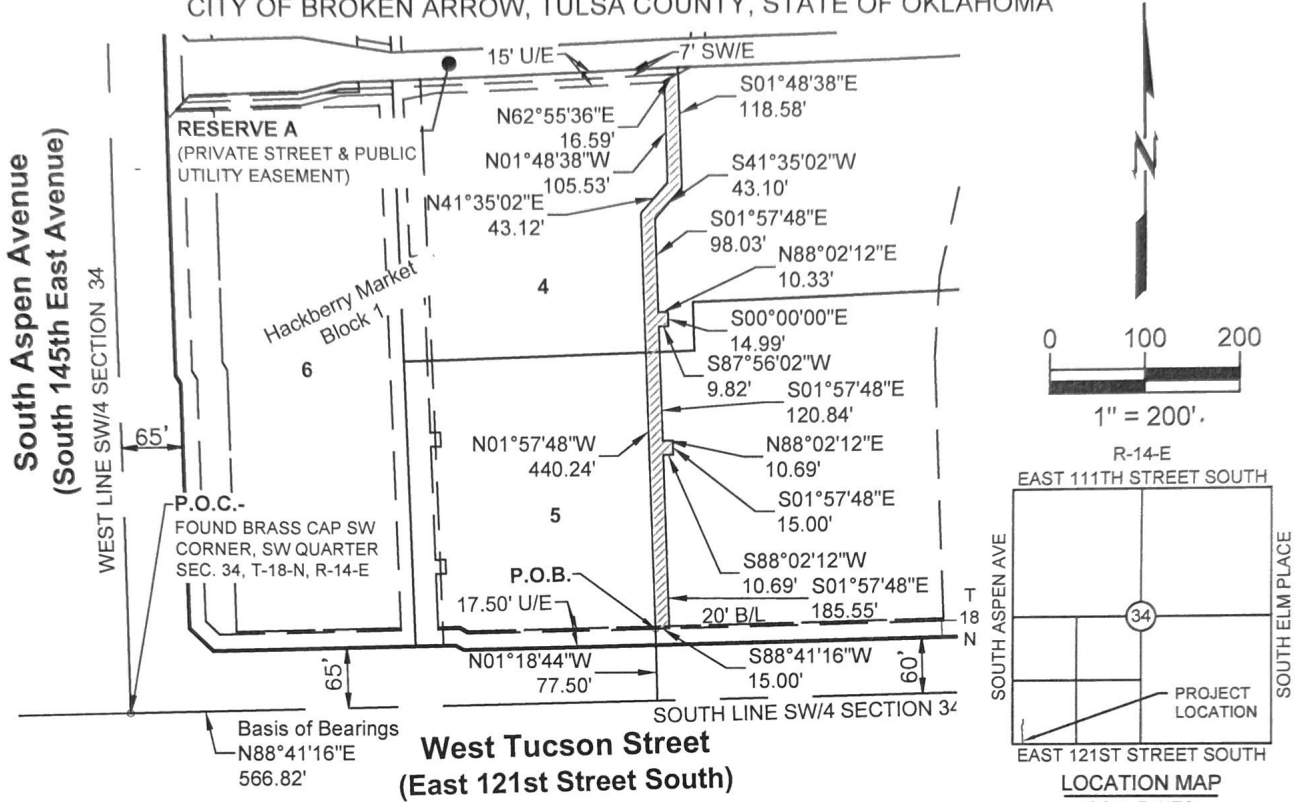 CITY OF BROKEN ARROW, TULSA COUNTY, STATE OF OKLAHOMA
15' U/E
7' SW/E
S01°48'38"E
118.58'
N62°55'36"E
16.59'
RESERVE A
(PRIVATE STREET & PUBLIC
UTILITY EASEMENT)
N01°48'38"W
105.53'
S41°35'02"W
43.10'
N41°35'02"E
43.12'
S01°57'48"E
98.03'
N88°02'12"E
10.33'
4
Hackberry Market
Block 1
6
S00°00'00"E
14.99'
S87°56'02"W
9.82'
S01°57'48"E
120.84'
N01°57'48"W
440.24'
N88°02'12"E
10.69'
S01°57'48"E
15.00'
5
S88°02'12"W
10.69'
S01°57'48"E
185.55'
P.O.B.
17.50' U/E
20' B/L
N01°18'44"W
77.50'
S88°41'16"W
15.00'
65'
65'
60'
P.O.C.-
FOUND BRASS CAP SW
CORNER, SW QUARTER
SEC. 34, T-18-N, R-14-E
South Aspen Avenue
(South 145th East Avenue)
WEST LINE SW/4 SECTION 34
SOUTH LINE SW/4 SECTION 34
Basis of Bearings
N88°41'16"E
566.82'
West Tucson Street
(East 121st Street South)
N
0 100 200
1" = 200'
R-14-E
EAST 111TH STREET SOUTH
SOUTH ASPEN AVE
SOUTH ELM PLACE
T
18
N
34
PROJECT
LOCATION
EAST 121ST STREET SOUTH
LOCATION MAP